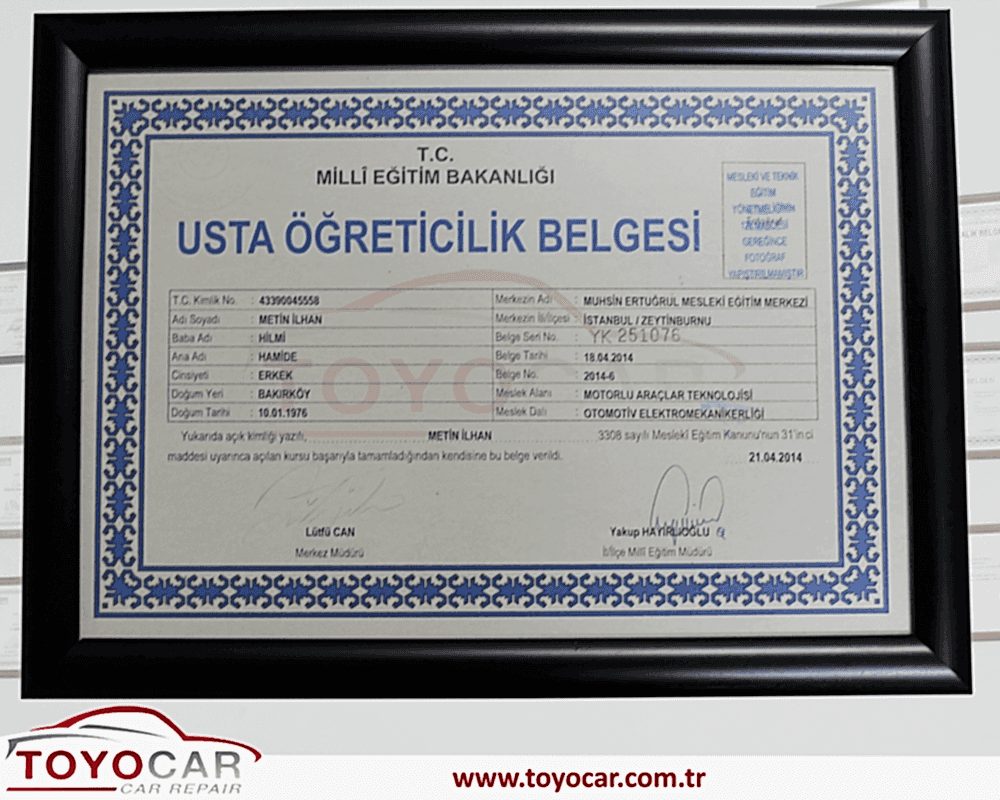 T.C.
MİLLÎ EĞİTİM BAKANLIĞI
USTA ÖĞRETİCİLİK BELGESİ
MESLEKİ VE TEKNİK
EĞİTİM
YÖNETMELİĞİNİN
MADDESİ
GEREĞİNCE
FOTOĞRAF
YAPIŞTIRILMAMIŞTIR
T.C. Kimlik No. : 43390045558
Adı Soyadı : METİN İLHAN
Baba Adı : HİLMİ
Ana Adı : HAMİDE
Cinsiyeti : ERKEK
Doğum Yeri : BAKIRKÖY
Doğum Tarihi : 10.01.1976
Merkezin Adı : MUHSİN ERTUĞRUL MESLEKİ EĞİTİM MERKEZİ
Merkezin İli/İlçesi : İSTANBUL / ZEYTİNBURNU
Belge Seri No. : YK 251076
Belge Tarihi : 18.04.2014
Belge No. : 2014-6
Meslek Alanı : MOTORLU ARAÇLAR TEKNOLOJİSİ
Meslek Dalı : OTOMOTİV ELEKTROMEKANİKERLİĞİ
Yukarıda açık kimliği yazılı, METİN İLHAN 3308 sayılı Meslekî Eğitim Kanunu'nun 31'inci
maddesi uyarınca açılan kursu başarıyla tamamladığından kendisine bu belge verildi. 21.04.2014
Lütfü CAN
Merkez Müdürü
Yakup HAYIRLIOĞLU
İl/İlçe Millî Eğitim Müdürü
TOYOCAR
TOYOCAR
CAR REPAIR
www.toyocar.com.tr